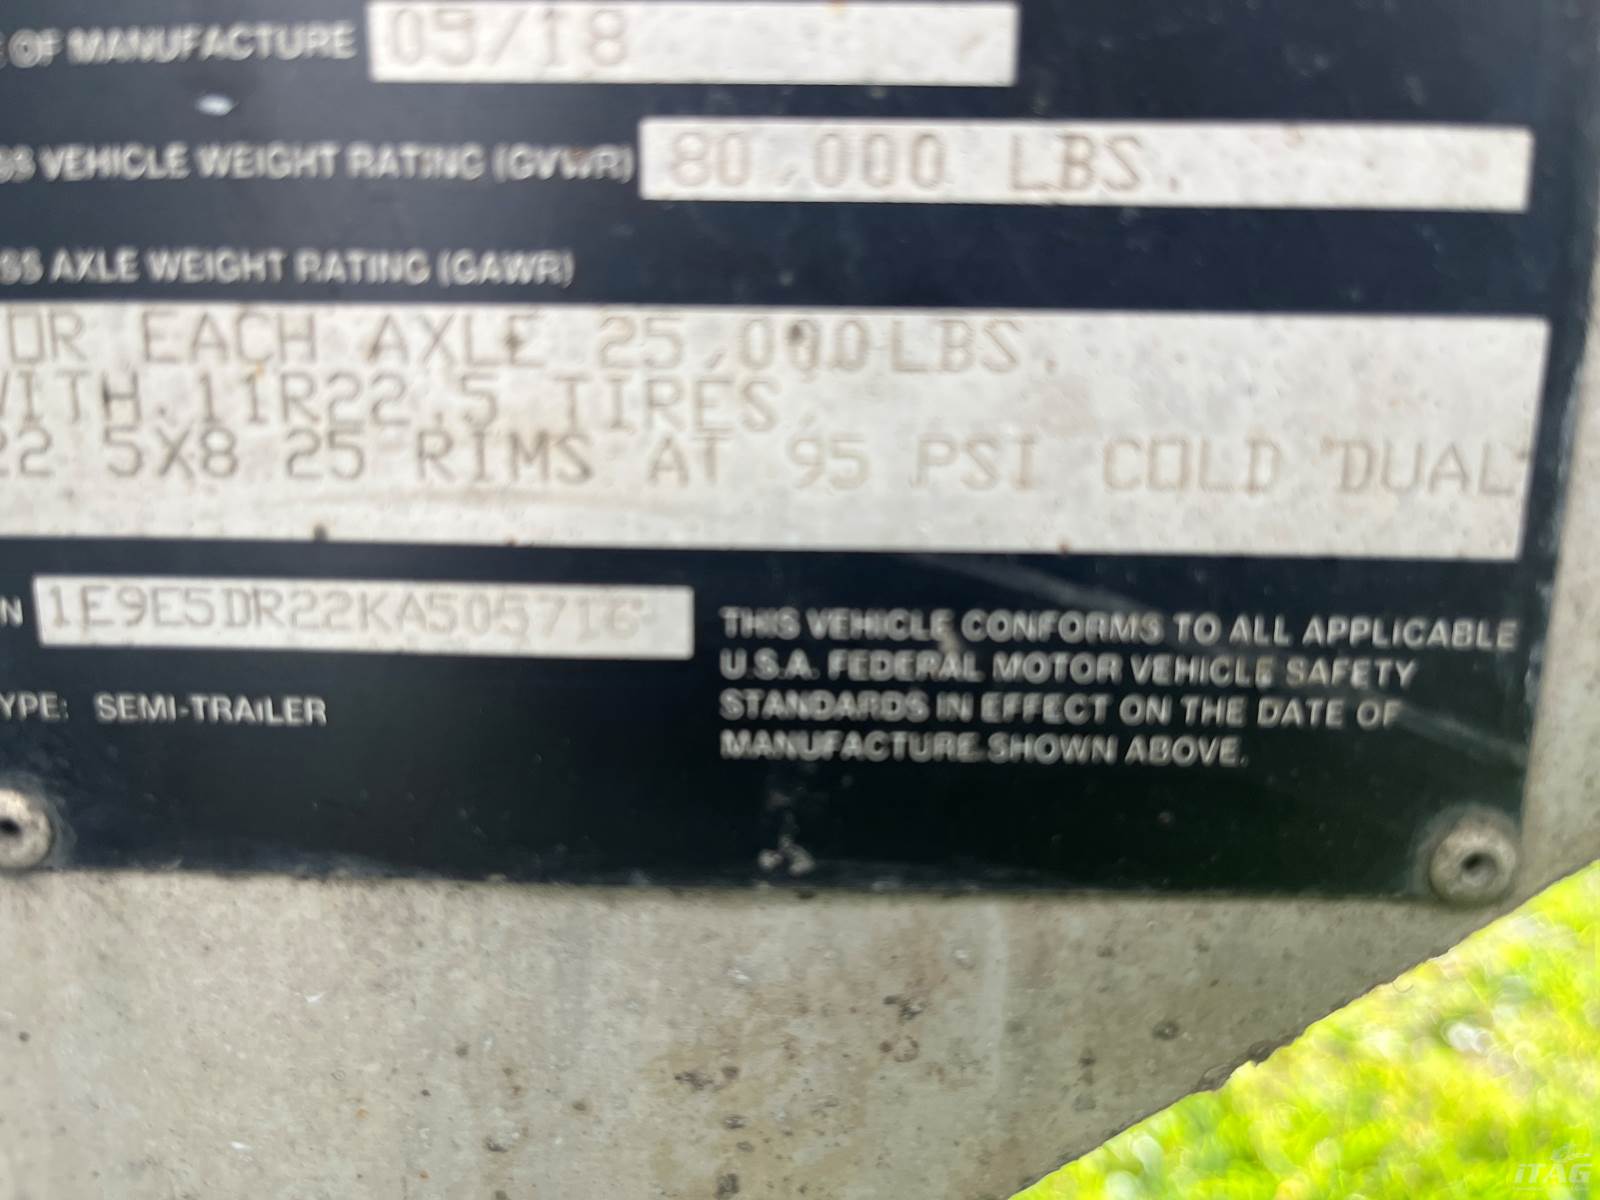 E OF MANUFACTURE 05/18
SS VEHICLE WEIGHT RATING (GVWR) 80,000 LBS.
SS AXLE WEIGHT RATING (GAWR)
OR EACH AXLE 25,000 LBS.
WITH 11R22.5 TIRES,
22 5X8 25 RIMS AT 95 PSI COLD DUAL
N 1E9E5DR22KA505716
YPE: SEMI-TRAILER
THIS VEHICLE CONFORMS TO ALL APPLICABLE
U.S.A. FEDERAL MOTOR VEHICLE SAFETY
STANDARDS IN EFFECT ON THE DATE OF
MANUFACTURE SHOWN ABOVE.
iTAG